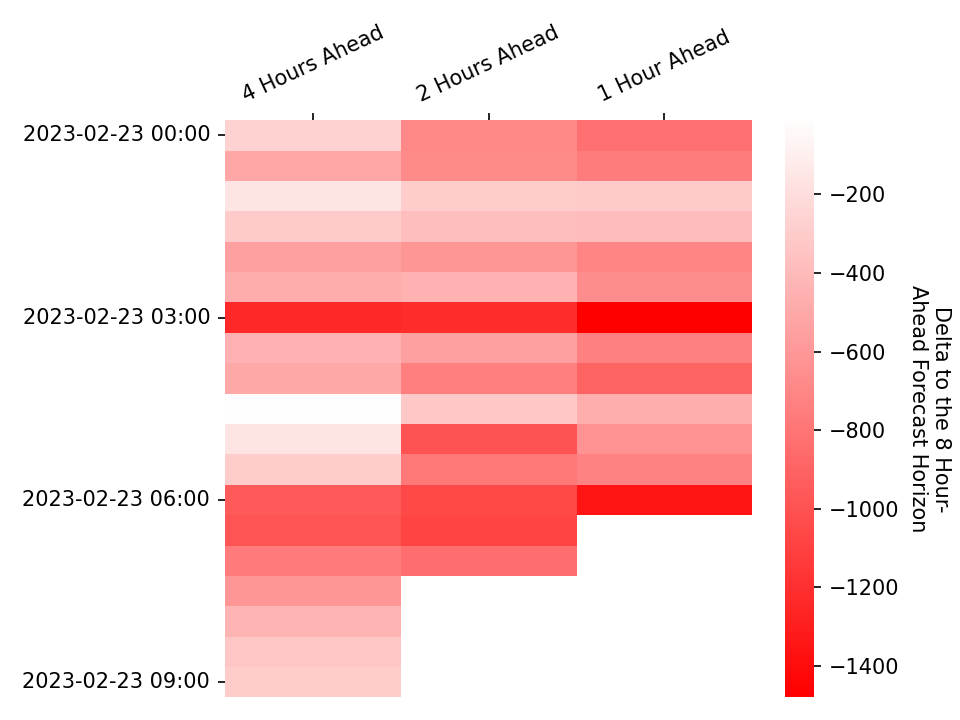 4 Hours Ahead
2 Hours Ahead
1 Hour Ahead
2023-02-23 00:00
2023-02-23 03:00
2023-02-23 06:00
2023-02-23 09:00
−200
−400
−600
−800
−1000
−1200
−1400
Delta to the 8 Hour-
Ahead Forecast Horizon